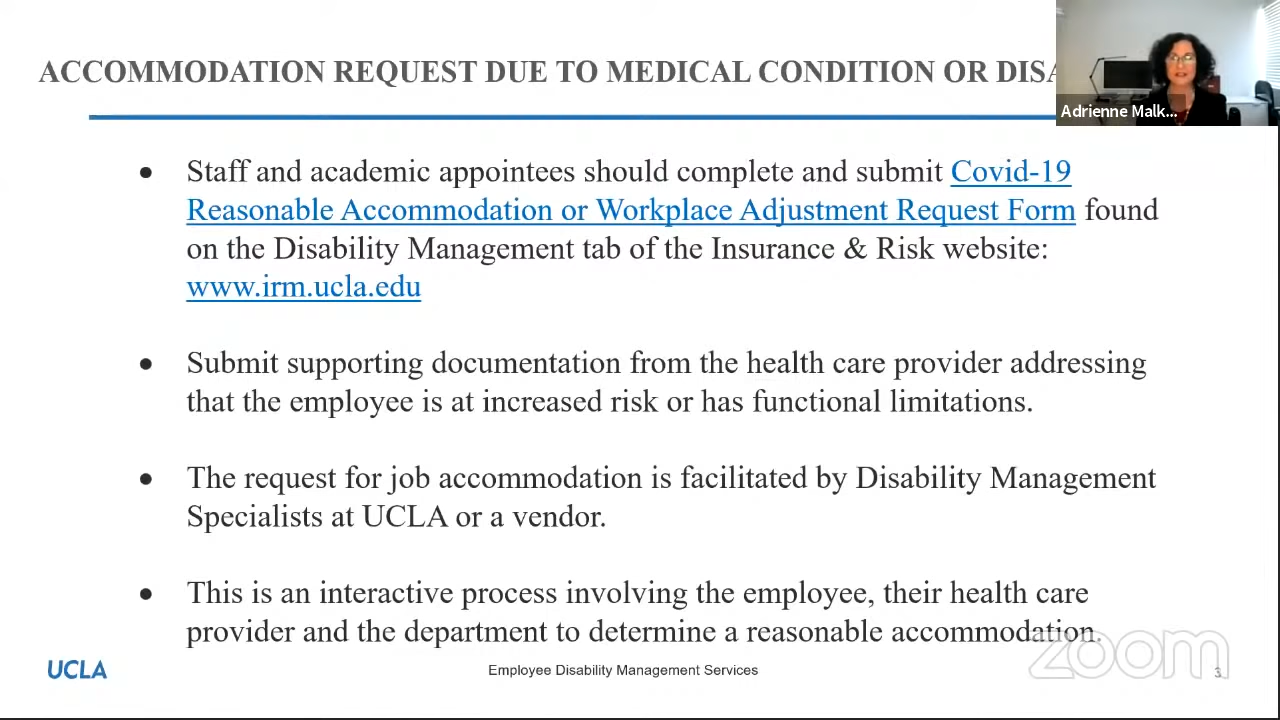 ACCOMMODATION REQUEST DUE TO MEDICAL CONDITION OR DISA
Adrienne Malk...
• Staff and academic appointees should complete and submit Covid-19
Reasonable Accommodation or Workplace Adjustment Request Form found
on the Disability Management tab of the Insurance & Risk website:
www.irm.ucla.edu
• Submit supporting documentation from the health care provider addressing
that the employee is at increased risk or has functional limitations.
• The request for job accommodation is facilitated by Disability Management
Specialists at UCLA or a vendor.
• This is an interactive process involving the employee, their health care
provider and the department to determine a reasonable accommodation.
zoom
UCLA
Employee Disability Management Services
3